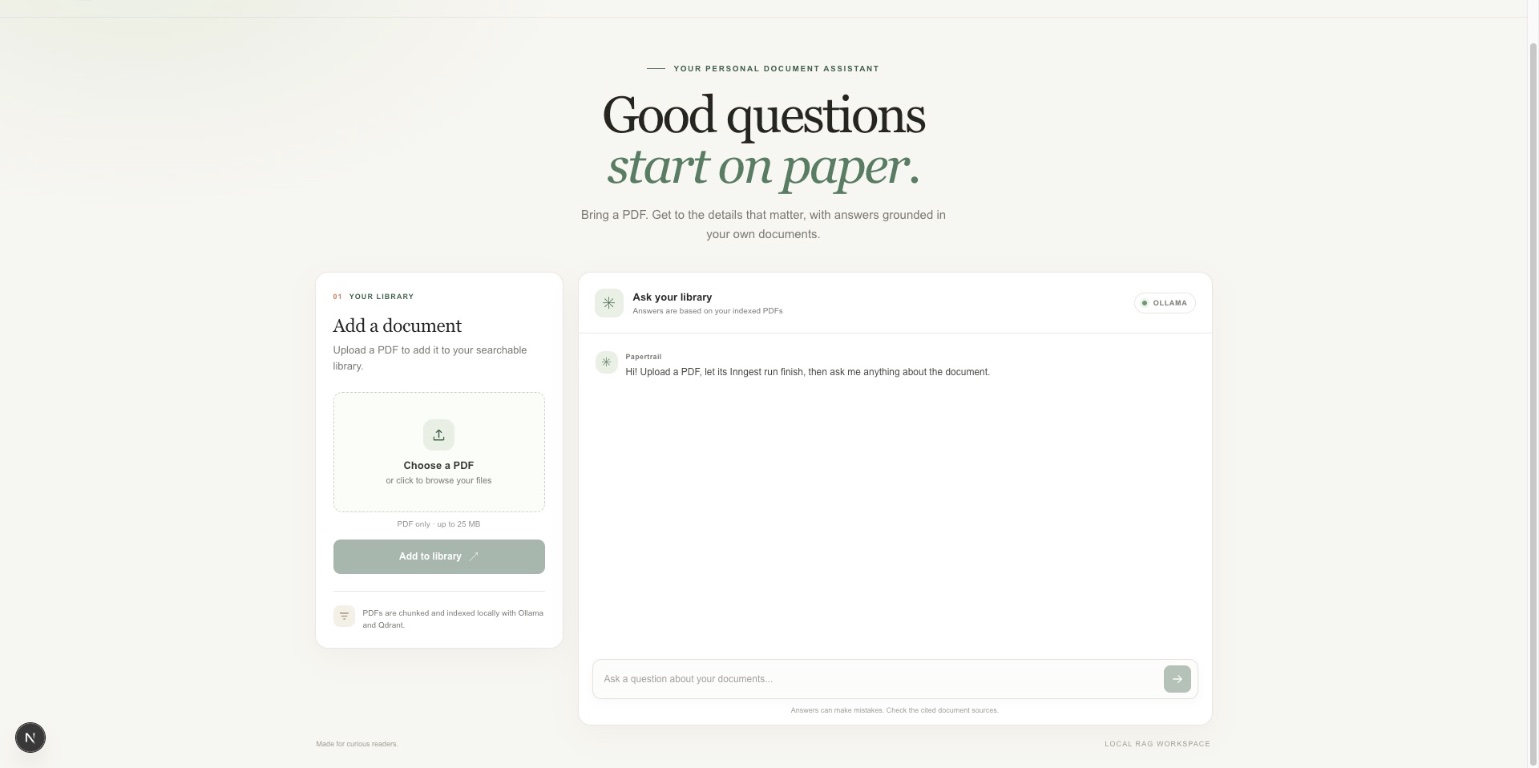 YOUR PERSONAL DOCUMENT ASSISTANT
Good questions
start on paper.
Bring a PDF. Get to the details that matter, with answers grounded in
your own documents.
01 YOUR LIBRARY
Add a document
Upload a PDF to add it to your searchable
library.
Choose a PDF
or click to browse your files
PDF only · up to 25 MB
Add to library
PDFs are chunked and indexed locally with Ollama
and Qdrant.
Ask your library
Answers are based on your indexed PDFs
OLLAMA
Papertrail
Hi! Upload a PDF, let its Inngest run finish, then ask me anything about the document.
Ask a question about your documents...
Answers can make mistakes. Check the cited document sources.
N
Made for curious readers.
LOCAL RAG WORKSPACE